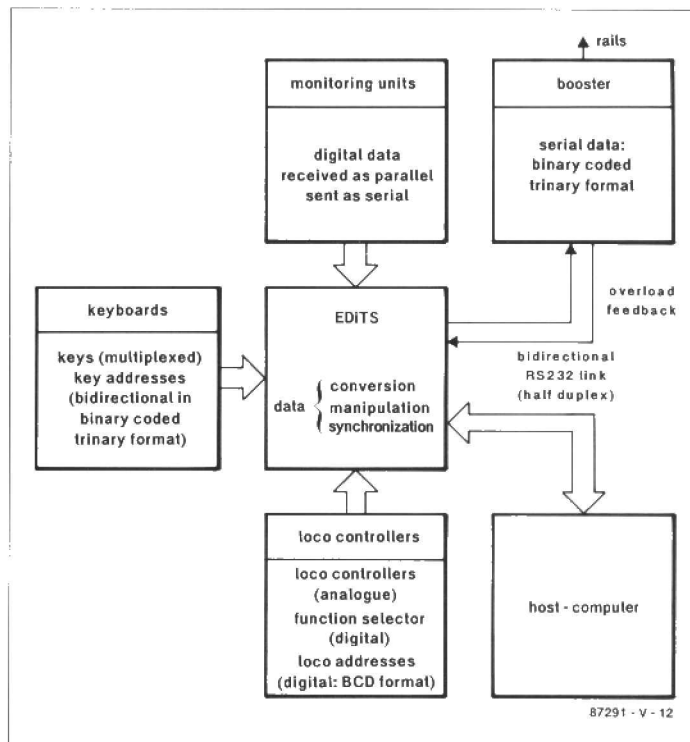 rails
monitoring units
digital data
received as parallel
sent as serial
booster
serial data:
binary coded
trinary format
keyboards
keys (multiplexed)
key addresses
(bidirectional in
binary coded
trinary format)
EDiTS
data { conversion
manipulation
synchronization
overload
feedback
bidirectional
RS232 link
(half duplex)
loco controllers
loco controllers
(analogue)
function selector
(digital)
loco addresses
(digital: BCD format)
host - computer
87291 - V - 12